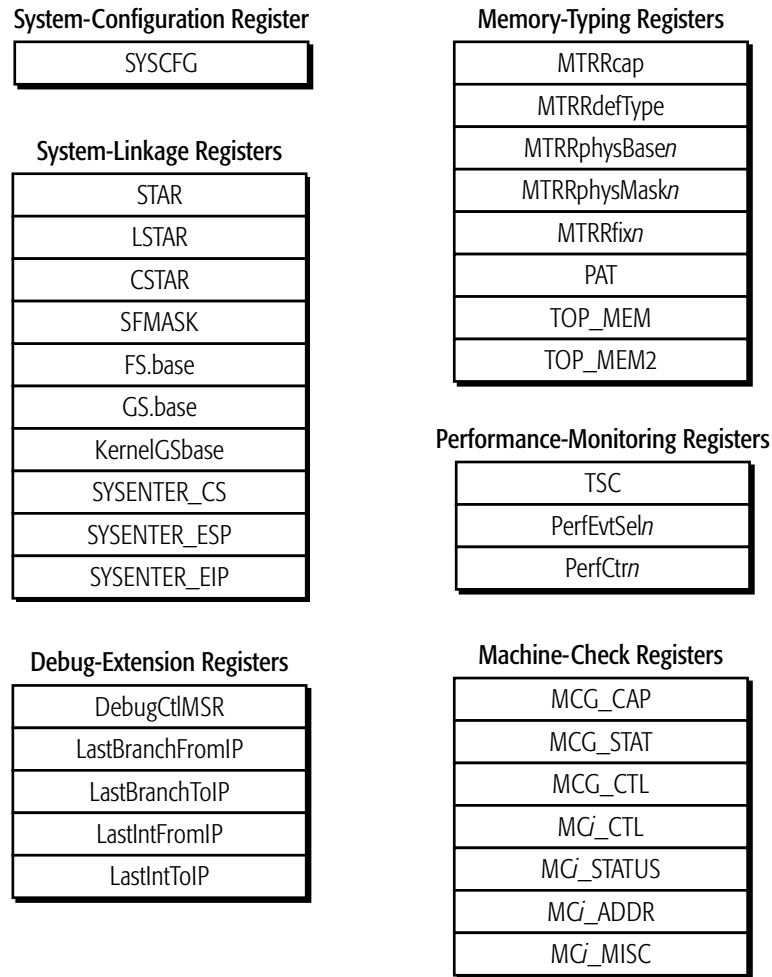 System-Configuration Register
SYSCFG
System-Linkage Registers
STAR
LSTAR
CSTAR
SFMASK
FS.base
GS.base
KernelGSbase
SYSENTER_CS
SYSENTER_ESP
SYSENTER_EIP
Debug-Extension Registers
DebugCtlMSR
LastBranchFromIP
LastBranchToIP
LastIntFromIP
LastIntToIP
Memory-Typing Registers
MTRRcap
MTRRdefType
MTRRphysBasen
MTRRphysMaskn
MTRRfixn
PAT
TOP_MEM
TOP_MEM2
Performance-Monitoring Registers
TSC
PerfEvtSeln
PerfCtrn
Machine-Check Registers
MCG_CAP
MCG_STAT
MCG_CTL
MCi_CTL
MCi_STATUS
MCi_ADDR
MCi_MISC